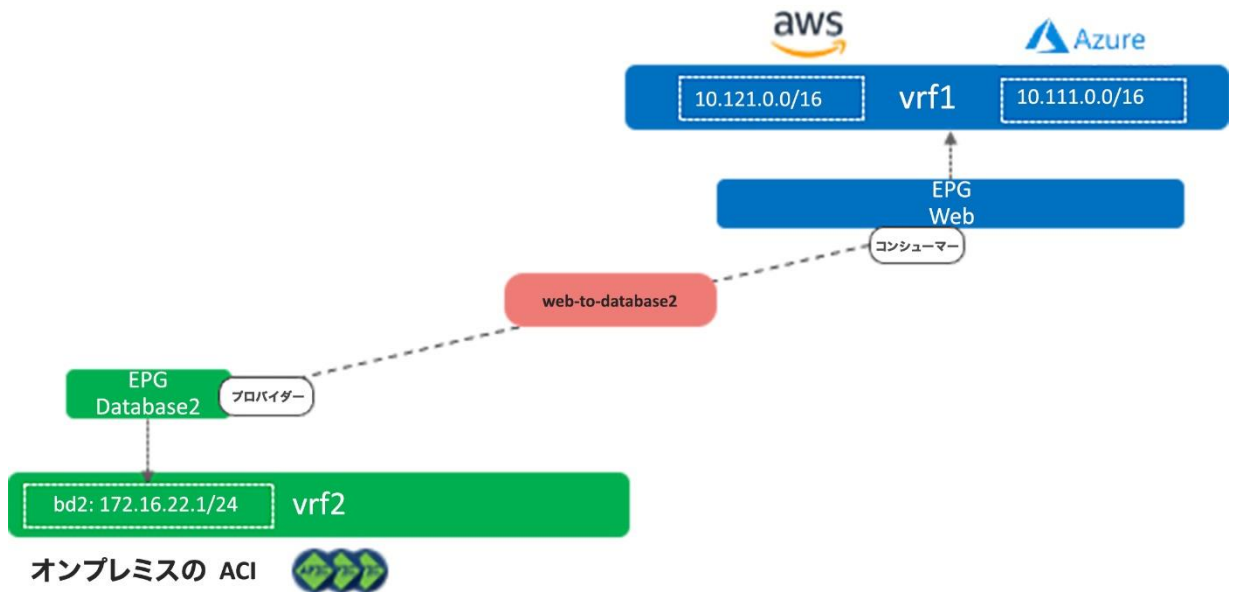 aws
Azure
10.121.0.0/16
vrf1
10.111.0.0/16
EPG
Web
コンシューマー
web-to-database2
EPG
Database2
プロバイダー
bd2: 172.16.22.1/24
vrf2
オンプレミスの ACI